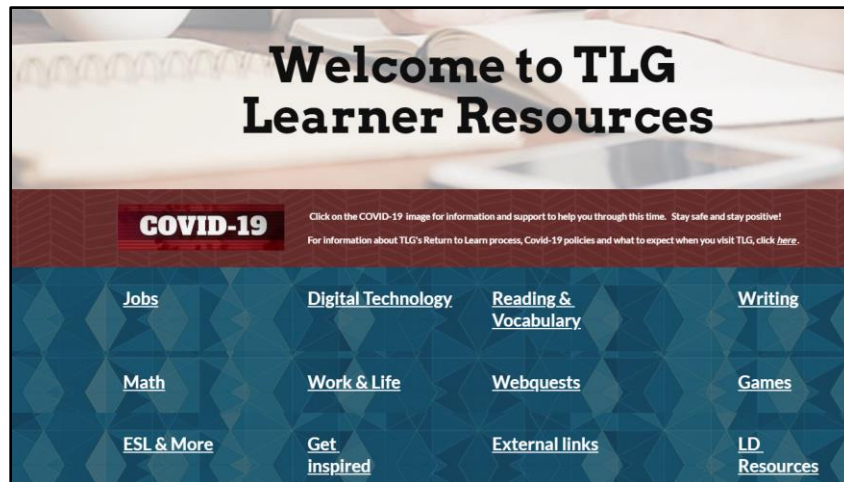 Welcome to TLG
Learner Resources
COVID-19
Click on the COVID-19 image for information and support to help you through this time. Stay safe and stay positive!
For information about TLG's Return to Learn process, Covid-19 policies and what to expect when you visit TLG, click here.
Jobs
Digital Technology
Reading &
Vocabulary
Writing
Math
Work & Life
Webquests
Games
ESL & More
Get
inspired
External links
LD
Resources